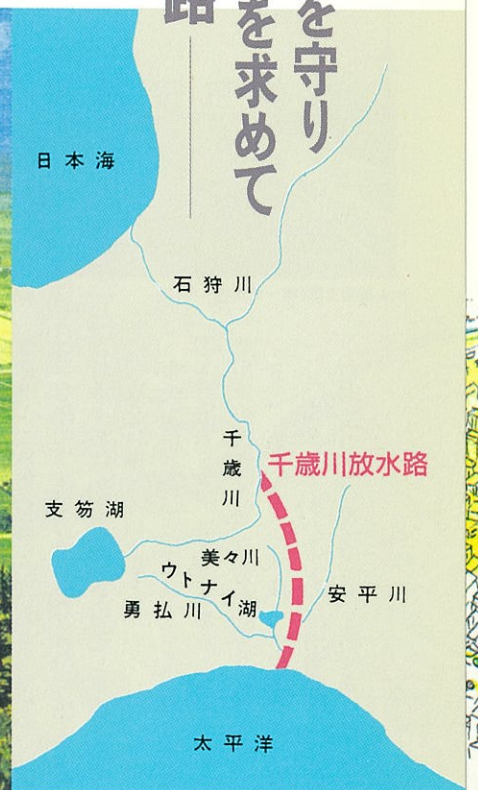 を守り
を求めて
路
日本海
石狩川
千歳川
千歳川放水路
支笏湖
美々川
ウトナイ湖
勇払川
安平川
太平洋